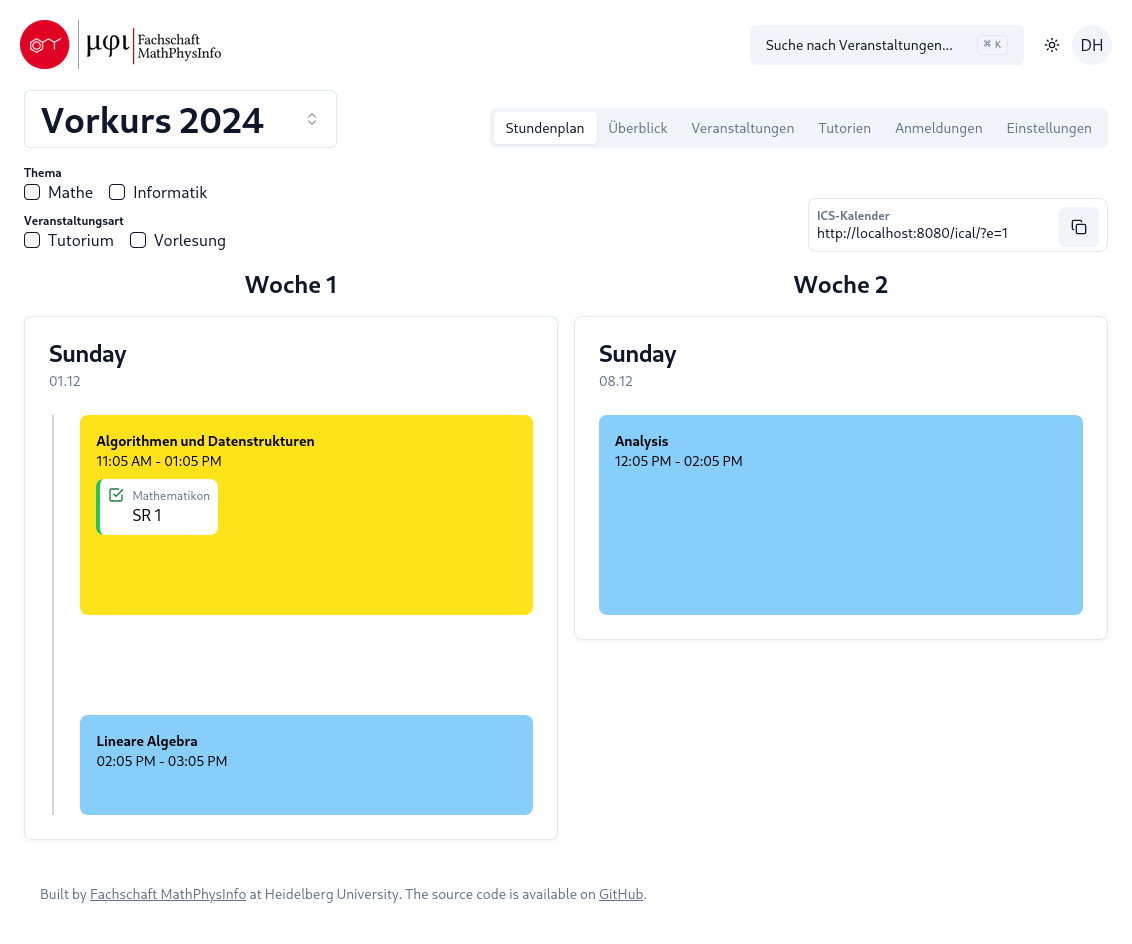 μφι Fachschaft
MathPhysInfo
Suche nach Veranstaltungen... ⌘ K
DH
Vorkurs 2024
Stundenplan Überblick Veranstaltungen Tutorien Anmeldungen Einstellungen
Thema
Mathe Informatik
Veranstaltungsart
Tutorium Vorlesung
ICS-Kalender
http://localhost:8080/ical/?e=1
Woche 1
Sunday
01.12
Algorithmen und Datenstrukturen
11:05 AM - 01:05 PM
Mathematikon
SR 1
Lineare Algebra
02:05 PM - 03:05 PM
Woche 2
Sunday
08.12
Analysis
12:05 PM - 02:05 PM
Built by Fachschaft MathPhysInfo at Heidelberg University. The source code is available on GitHub.